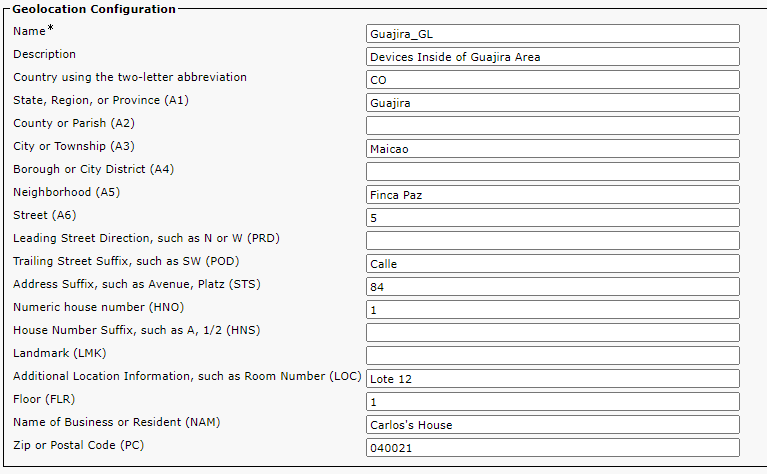 Geolocation Configuration
Name* Guajira_GL
Description Devices Inside of Guajira Area
Country using the two-letter abbreviation CO
State, Region, or Province (A1) Guajira
County or Parish (A2)
City or Township (A3) Maicao
Borough or City District (A4)
Neighborhood (A5) Finca Paz
Street (A6) 5
Leading Street Direction, such as N or W (PRD)
Trailing Street Suffix, such as SW (POD) Calle
Address Suffix, such as Avenue, Platz (STS) 84
Numeric house number (HNO) 1
House Number Suffix, such as A, 1/2 (HNS)
Landmark (LMK)
Additional Location Information, such as Room Number (LOC) Lote 12
Floor (FLR) 1
Name of Business or Resident (NAM) Carlos's House
Zip or Postal Code (PC) 040021